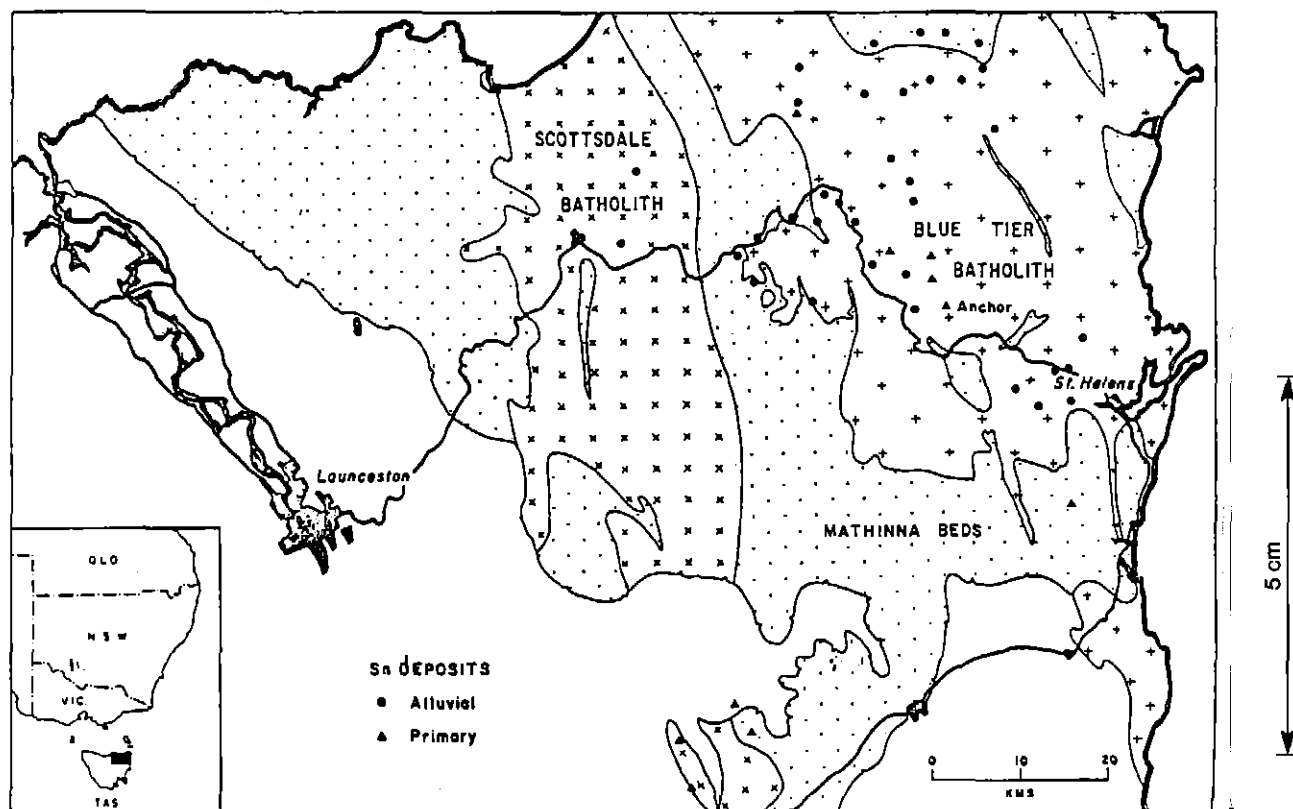 SCOTTSDALE
BATHOLITH
BLUE TIER
BATHOLITH
Anchor
St. Helens
Launceston
MATHINNA BEDS
QLD
NSW
VIC.
TAS
Sn dEPOSITS
Alluvial
Primary
0 10 20
KMS
5 cm